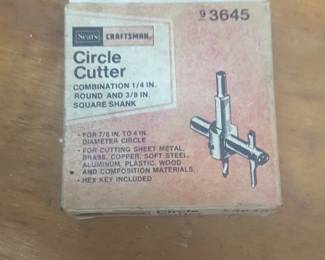 Sears CRAFTSMAN 9 3645
Circle
Cutter
COMBINATION 1/4 IN.
ROUND AND 3/8 IN.
SQUARE SHANK
• FOR 7/8 IN. TO 4 IN.
DIAMETER CIRCLE
• FOR CUTTING SHEET METAL,
BRASS, COPPER, SOFT STEEL,
ALUMINUM, PLASTIC, WOOD
AND COMPOSITION MATERIALS.
• HEX KEY INCLUDED
Circle